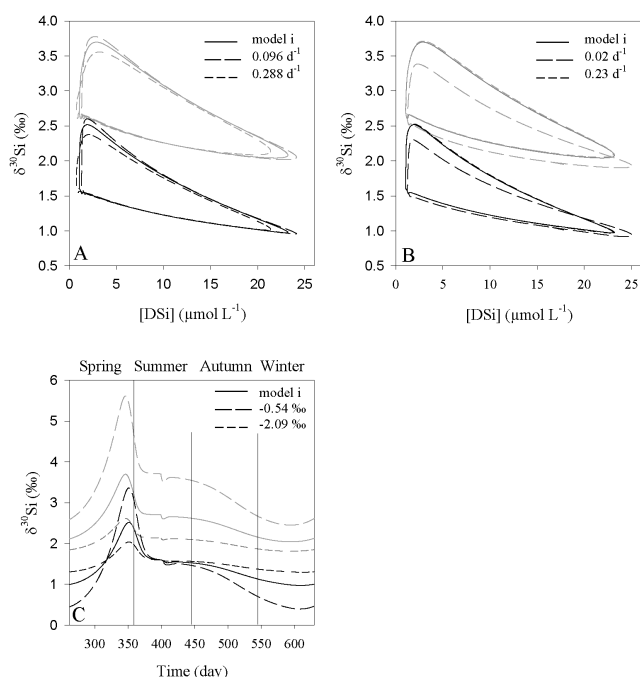 4.0
3.5
3.0
2.5
2.0
1.5
1.0
0.5
δ³⁰Si (‰)
model i
0.096 d⁻¹
0.288 d⁻¹
A
0 5 10 15 20 25
[DSi] (µmol L⁻¹)
4.0
3.5
3.0
2.5
2.0
1.5
1.0
0.5
δ³⁰Si (‰)
model i
0.02 d⁻¹
0.23 d⁻¹
B
0 5 10 15 20 25
[DSi] (µmol L⁻¹)
Spring Summer Autumn Winter
6
5
4
3
2
1
0
δ³⁰Si (‰)
model i
-0.54 ‰
-2.09 ‰
C
300 350 400 450 500 550 600
Time (day)